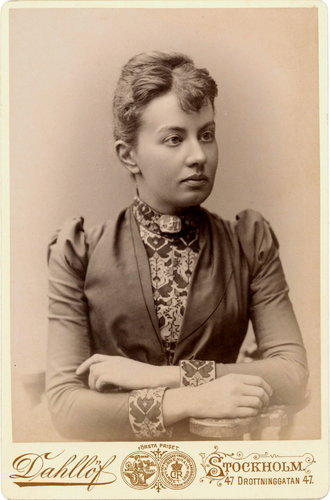 FÖRSTA PRISET.
Dahllöf
STOCKHOLM.
47 DROTTNINGGATAN 47.